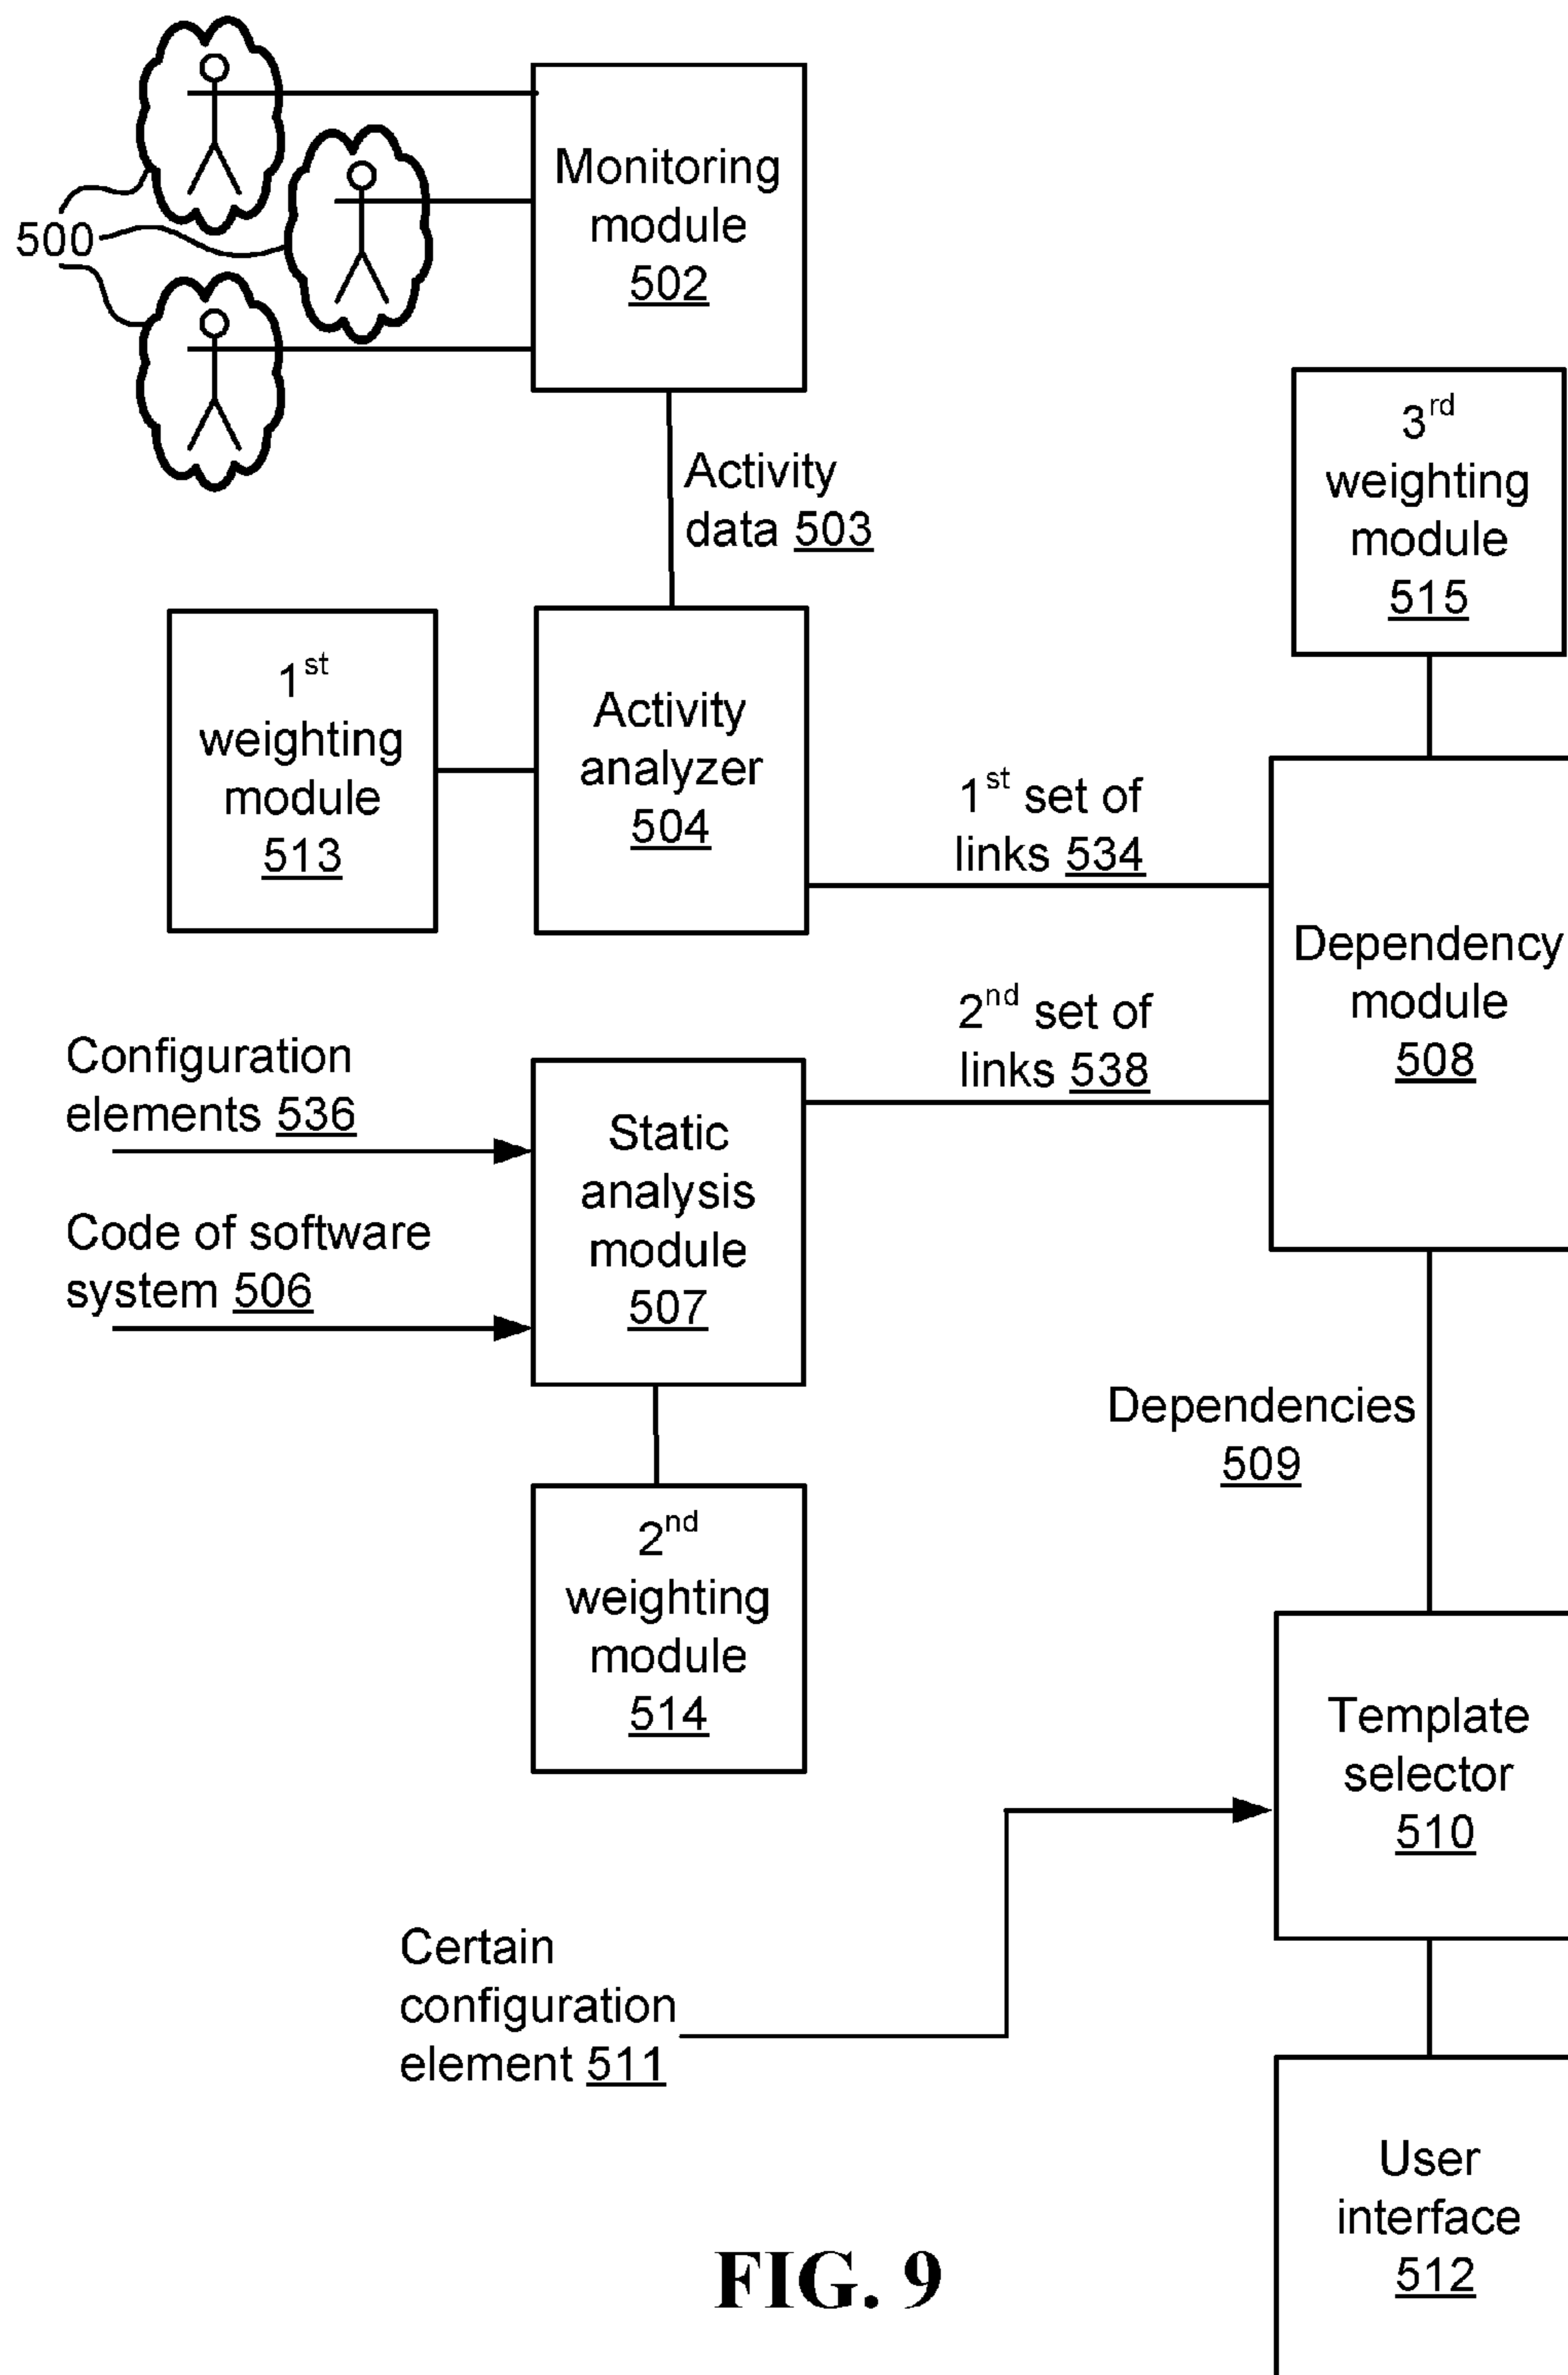 500
Monitoring
module
502
Activity
data 503
3rd
weighting
module
515
1st
weighting
module
513
Activity
analyzer
504
1st set of
links 534
Dependency
module
508
2nd set of
links 538
Configuration
elements 536
Code of software
system 506
Static
analysis
module
507
Dependencies
509
2nd
weighting
module
514
Template
selector
510
Certain
configuration
element 511
User
interface
512
FIG. 9